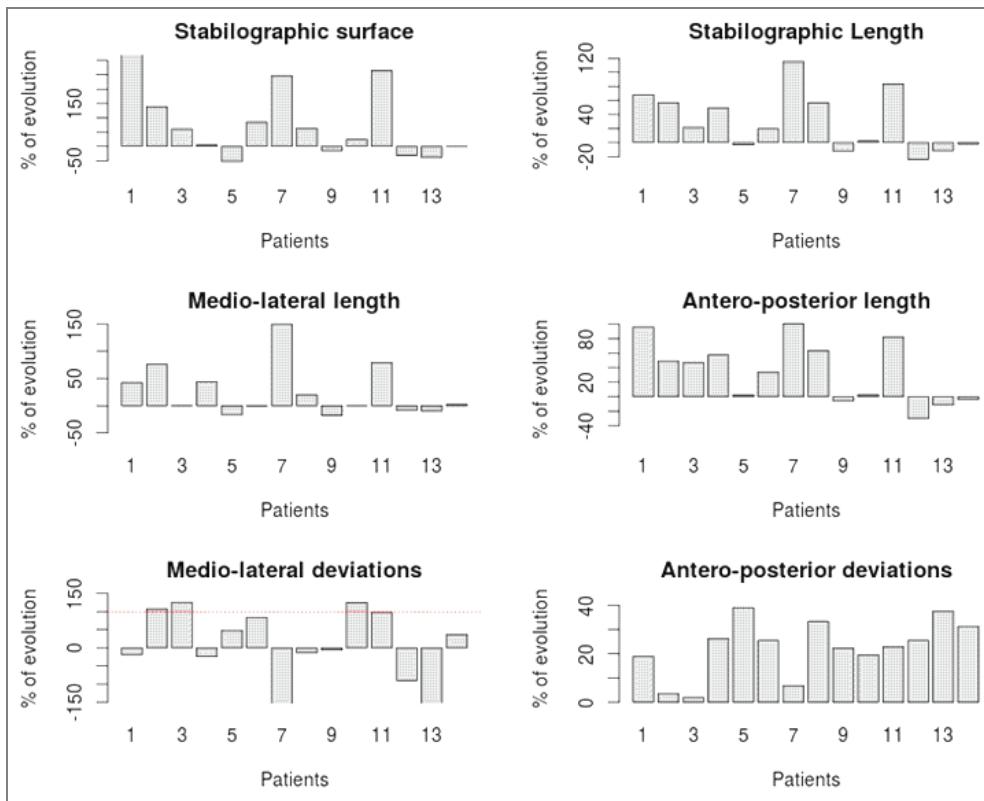 Stabilographic surface
% of evolution
-50 150
1 3 5 7 9 11 13
Patients
Stabilographic Length
% of evolution
-20 40 120
1 3 5 7 9 11 13
Patients
Medio-lateral length
% of evolution
-50 50 150
1 3 5 7 9 11 13
Patients
Antero-posterior length
% of evolution
-40 20 80
1 3 5 7 9 11 13
Patients
Medio-lateral deviations
% of evolution
-150 0 150
1 3 5 7 9 11 13
Patients
Antero-posterior deviations
% of evolution
0 20 40
1 3 5 7 9 11 13
Patients